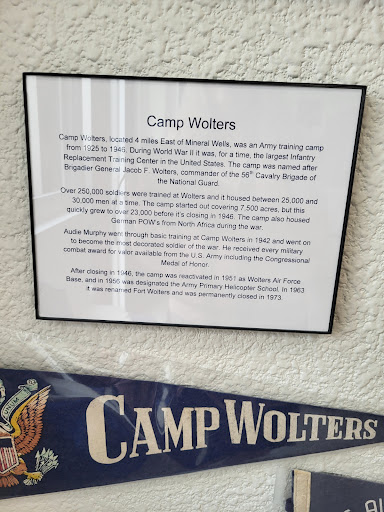 Camp Wolters
Camp Wolters, located 4 miles East of Mineral Wells, was an Army training camp
from 1925 to 1946. During World War II it was, for a time, the largest Infantry
Replacement Training Center in the United States. The camp was named after
Brigadier General Jacob F. Wolters, commander of the 56th Cavalry Brigade of
the National Guard.
Over 250,000 soldiers were trained at Wolters and it housed between 25,000 and
30,000 men at a time. The camp started out covering 7,500 acres, but this
quickly grew to over 23,000 before it's closing in 1946. The camp also housed
German POW's from North Africa during the war.
Audie Murphy went through basic training at Camp Wolters in 1942 and went on
to become the most decorated soldier of the war. He received every military
combat award for valor available from the U.S. Army including the Congressional
Medal of Honor.
After closing in 1946, the camp was reactivated in 1951 as Wolters Air Force
Base, and in 1956 was designated the Army Primary Helicopter School. In 1963
it was renamed Fort Wolters and was permanently closed in 1973.
CAMP WOLTERS